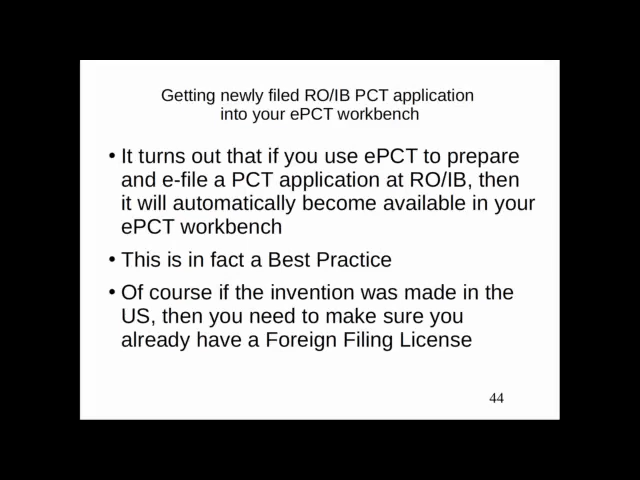 Getting newly filed RO/IB PCT application
into your ePCT workbench
• It turns out that if you use ePCT to prepare
and e-file a PCT application at RO/IB, then
it will automatically become available in your
ePCT workbench
• This is in fact a Best Practice
• Of course if the invention was made in the
US, then you need to make sure you
already have a Foreign Filing License
44